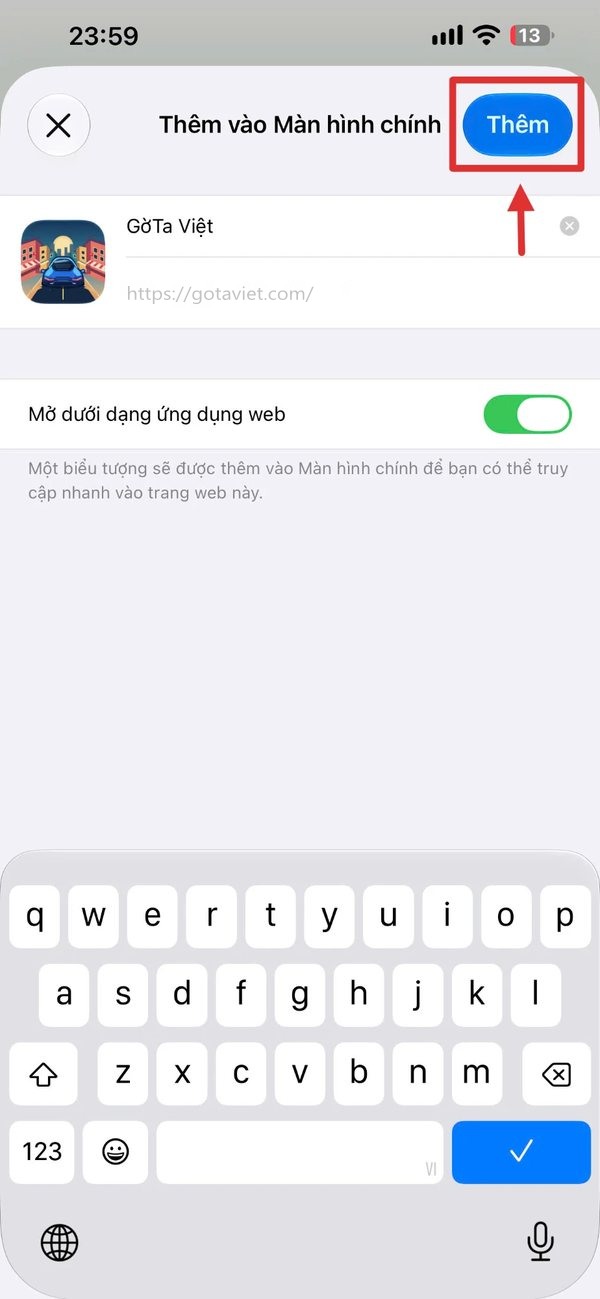 23:59
13
Thêm vào Màn hình chính
Thêm
GờTa Việt
https://gotaviet.com/
Mở dưới dạng ứng dụng web
Một biểu tượng sẽ được thêm vào Màn hình chính để bạn có thể truy
cập nhanh vào trang web này.
q w e r t y u i o p
a s d f g h j k l
z x c v b n m
123
VI